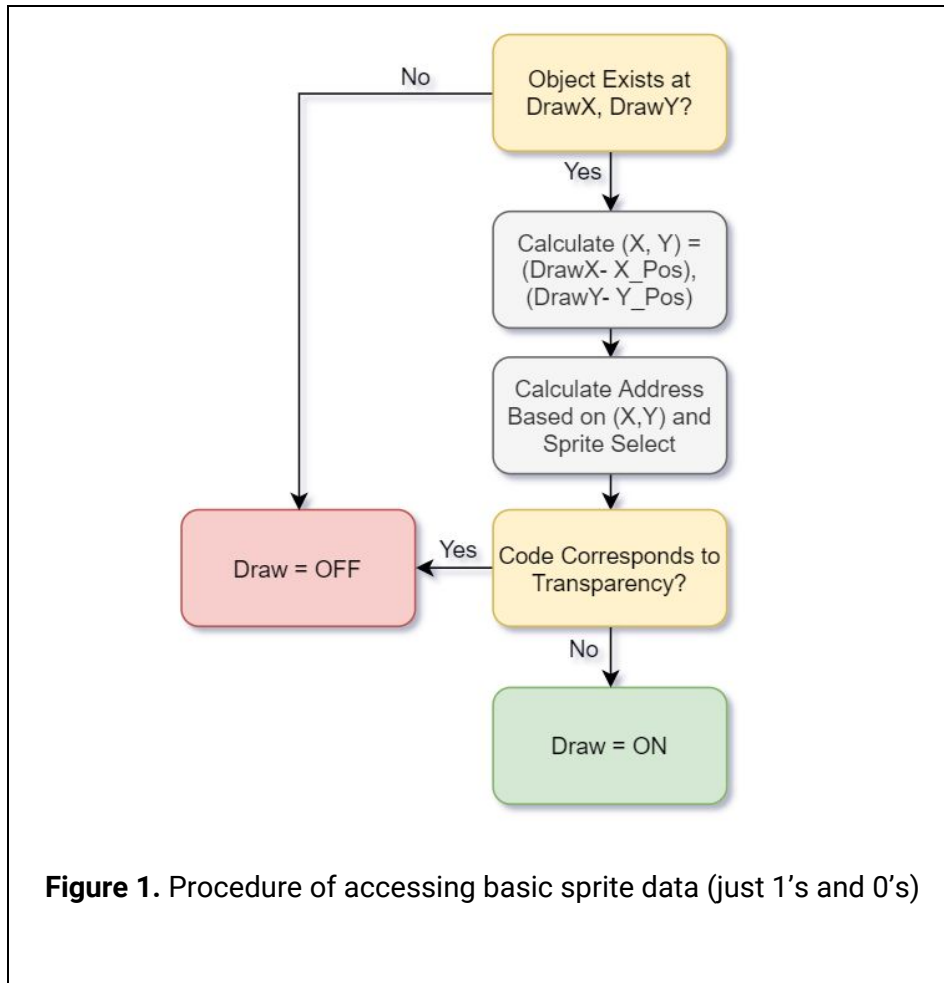 No
Object Exists at
DrawX, DrawY?
Yes
Calculate (X, Y) =
(DrawX- X_Pos),
(DrawY- Y_Pos)
Calculate Address
Based on (X,Y) and
Sprite Select
Draw = OFF
Yes
Code Corresponds to
Transparency?
No
Draw = ON
Figure 1. Procedure of accessing basic sprite data (just 1’s and 0’s)